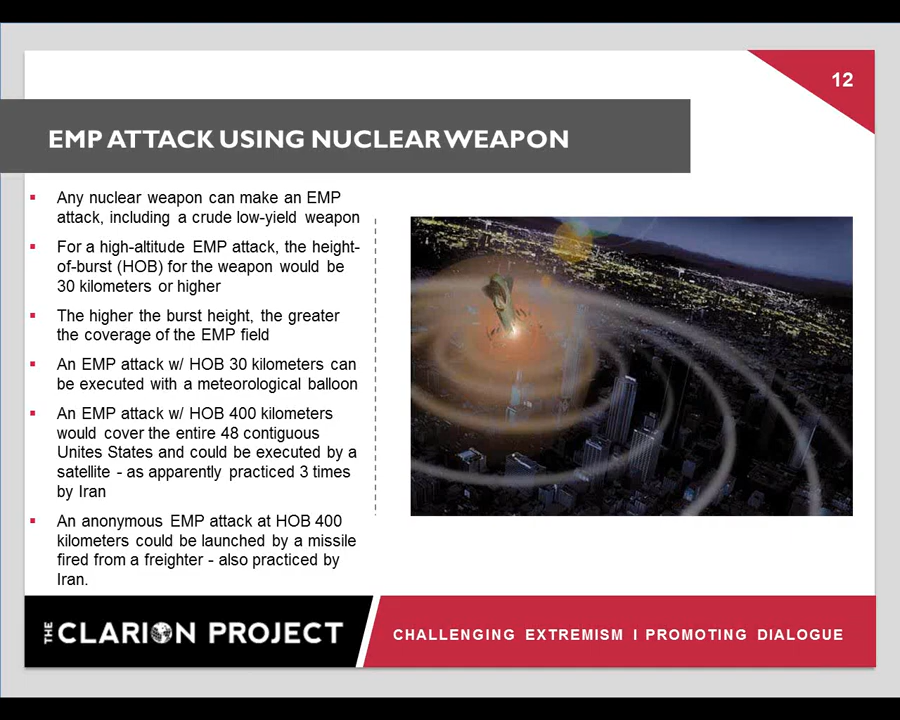 12
EMP ATTACK USING NUCLEAR WEAPON
▪ Any nuclear weapon can make an EMP
attack, including a crude low-yield weapon
▪ For a high-altitude EMP attack, the height-
of-burst (HOB) for the weapon would be
30 kilometers or higher
▪ The higher the burst height, the greater
the coverage of the EMP field
▪ An EMP attack w/ HOB 30 kilometers can
be executed with a meteorological balloon
▪ An EMP attack w/ HOB 400 kilometers
would cover the entire 48 contiguous
Unites States and could be executed by a
satellite - as apparently practiced 3 times
by Iran
▪ An anonymous EMP attack at HOB 400
kilometers could be launched by a missile
fired from a freighter - also practiced by
Iran.
THE CLARION PROJECT
CHALLENGING EXTREMISM I PROMOTING DIALOGUE